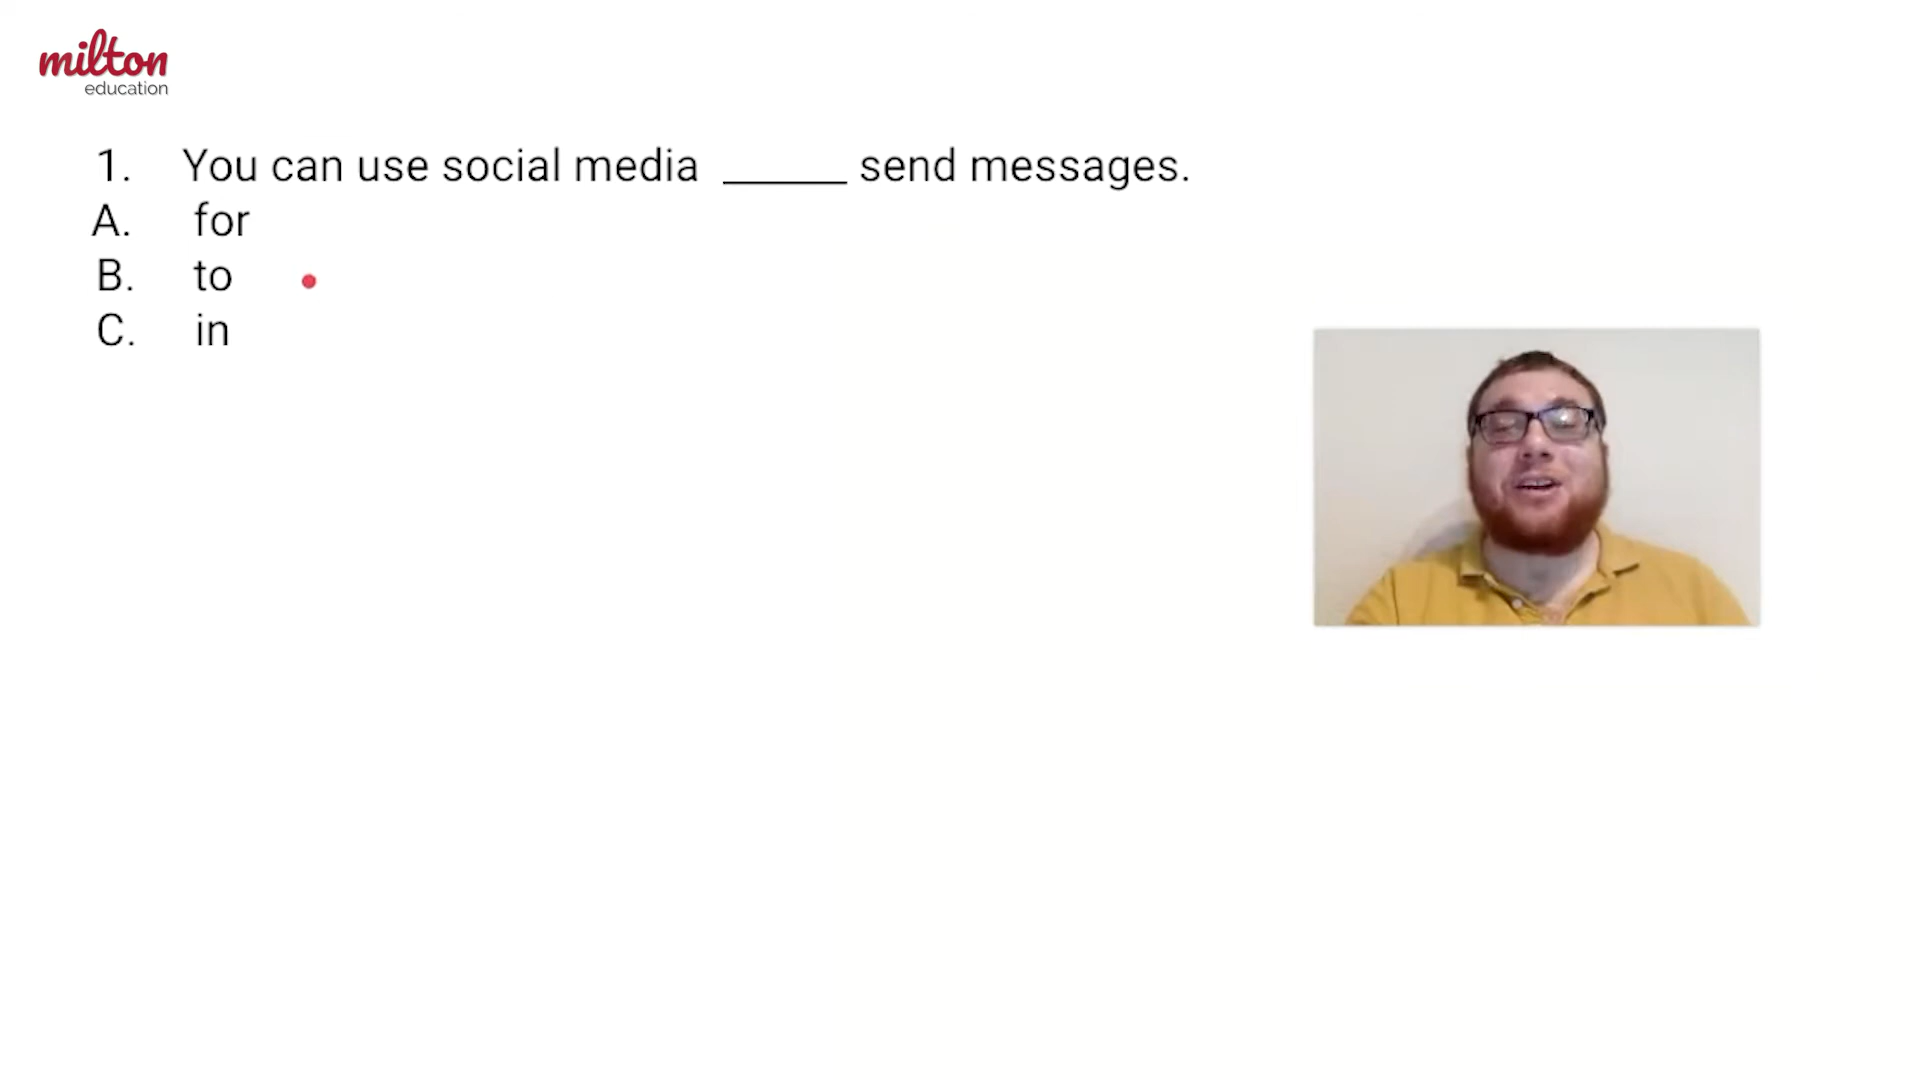 milton
education
1. You can use social media ______ send messages.
A. for
B. to
C. in